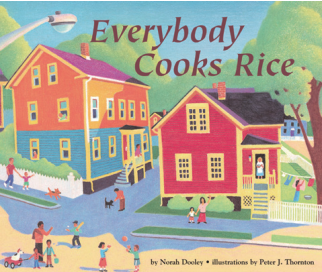 Everybody
Cooks Rice
by Norah Dooley • illustrations by Peter J. Thornton